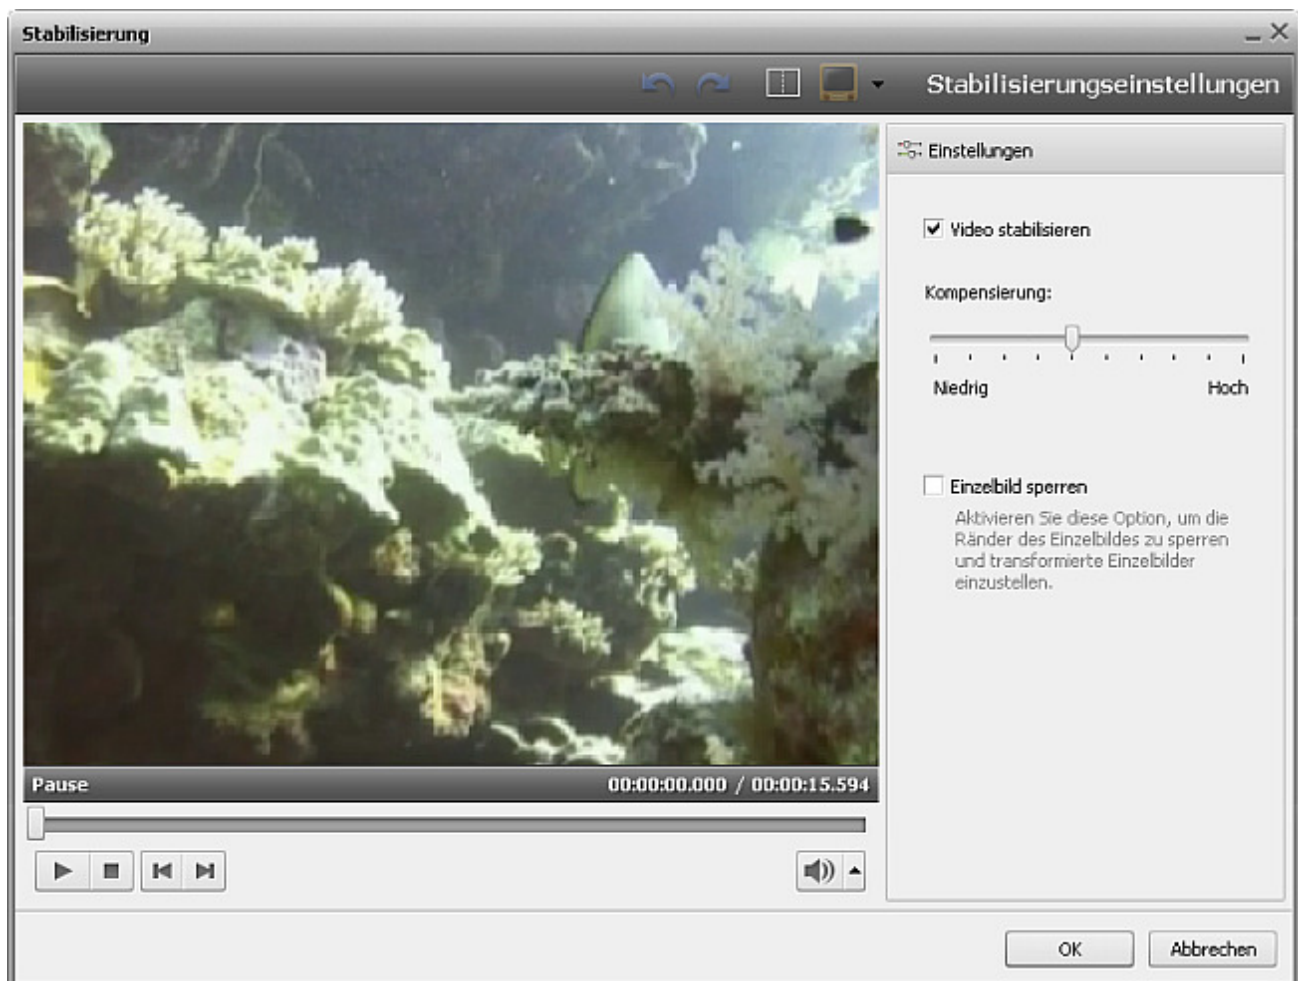 Stabilisierung
Stabilisierungseinstellungen
Einstellungen
Video stabilisieren
Kompensierung:
Niedrig Hoch
Einzelbild sperren
Aktivieren Sie diese Option, um die
Ränder des Einzelbildes zu sperren
und transformierte Einzelbilder
einzustellen.
Pause 00:00:00.000 / 00:00:15.594
OK Abbrechen